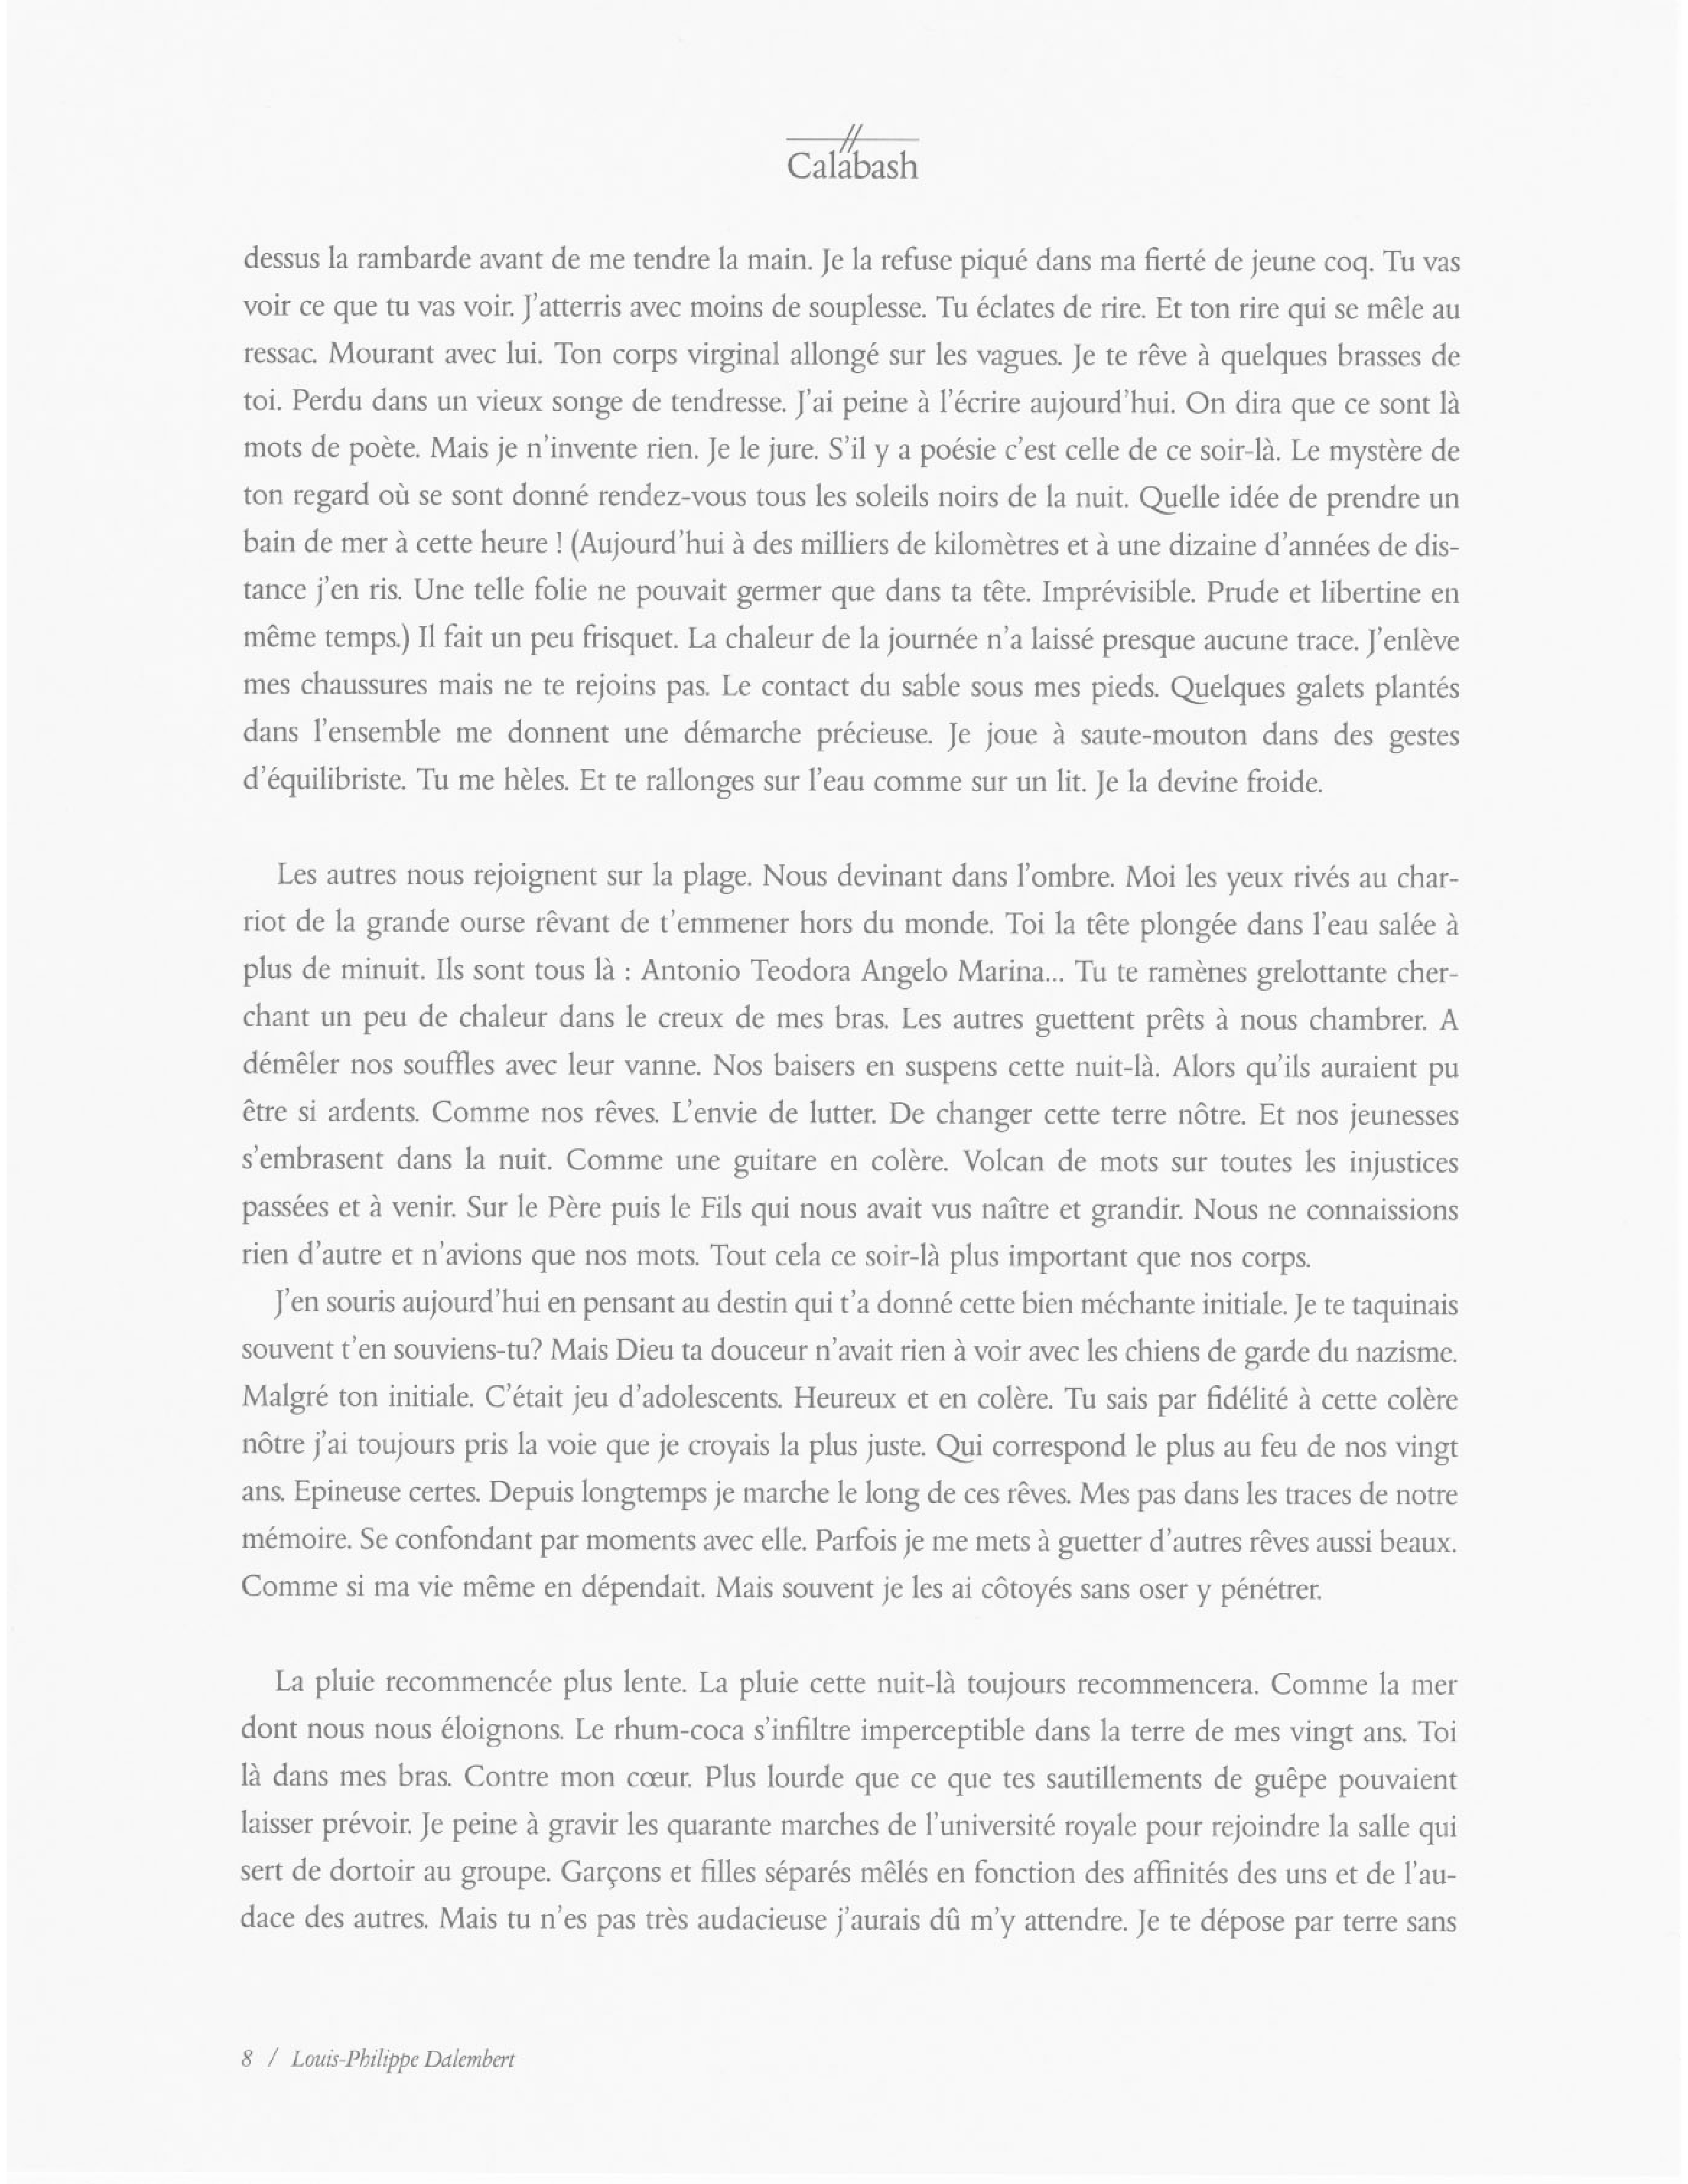 Calabash
dessus la rambarde avant de me tendre la main. Je la refuse piqué dans ma fierté de jeune coq. Tu vas
voir ce que tu vas voir. J'atterris avec moins de souplesse. Tu éclates de rire. Et ton rire qui se mêle au
ressac. Mourant avec lui. Ton corps virginal allongé sur les vagues. Je te rêve à quelques brasses de
toi. Perdu dans un vieux songe de tendresse. J'ai peine à l'écrire aujourd'hui. On dira que ce sont là
mots de poète. Mais je n'invente rien. Je le jure. S'il y a poésie c'est celle de ce soir-là. Le mystère de
ton regard où se sont donné rendez-vous tous les soleils noirs de la nuit. Quelle idée de prendre un
bain de mer à cette heure ! (Aujourd'hui à des milliers de kilomètres et à une dizaine d'années de dis-
tance j'en ris. Une telle folie ne pouvait germer que dans ta tête. Imprévisible. Prude et libertine en
même temps.) Il fait un peu frisquet. La chaleur de la journée n'a laissé presque aucune trace. J'enlève
mes chaussures mais ne te rejoins pas. Le contact du sable sous mes pieds. Quelques galets plantés
dans l'ensemble me donnent une démarche précieuse. Je joue à saute-mouton dans des gestes
d'équilibriste. Tu me hèles. Et te rallonges sur l'eau comme sur un lit. Je la devine froide.
Les autres nous rejoignent sur la plage. Nous devinant dans l'ombre. Moi les yeux rivés au char-
riot de la grande ourse rêvant de t'emmener hors du monde. Toi la tête plongée dans l'eau salée à
plus de minuit. Ils sont tous là : Antonio Teodora Angelo Marina... Tu te ramènes grelottante cher-
chant un peu de chaleur dans le creux de mes bras. Les autres guettent prêts à nous chambrer. A
démêler nos souffles avec leur vanne. Nos baisers en suspens cette nuit-là. Alors qu'ils auraient pu
être si ardents. Comme nos rêves. L'envie de lutter. De changer cette terre nôtre. Et nos jeunesses
s'embrasent dans la nuit. Comme une guitare en colère. Volcan de mots sur toutes les injustices
passées et à venir. Sur le Père puis le Fils qui nous avait vus naître et grandir. Nous ne connaissions
rien d'autre et n'avions que nos mots. Tout cela ce soir-là plus important que nos corps.
J'en souris aujourd'hui en pensant au destin qui t'a donné cette bien méchante initiale. Je te taquinais
souvent t'en souviens-tu? Mais Dieu ta douceur n'avait rien à voir avec les chiens de garde du nazisme.
Malgré ton initiale. C'était jeu d'adolescents. Heureux et en colère. Tu sais par fidélité à cette colère
nôtre j'ai toujours pris la voie que je croyais la plus juste. Qui correspond le plus au feu de nos vingt
ans. Epineuse certes. Depuis longtemps je marche le long de ces rêves. Mes pas dans les traces de notre
mémoire. Se confondant par moments avec elle. Parfois je me mets à guetter d'autres rêves aussi beaux.
Comme si ma vie même en dépendait. Mais souvent je les ai côtoyés sans oser y pénétrer.
La pluie recommencée plus lente. La pluie cette nuit-là toujours recommencera. Comme la mer
dont nous nous éloignons. Le rhum-coca s'infiltre imperceptible dans la terre de mes vingt ans. Toi
là dans mes bras. Contre mon cœur. Plus lourde que ce que tes sautillements de guêpe pouvaient
laisser prévoir. Je peine à gravir les quarante marches de l'université royale pour rejoindre la salle qui
sert de dortoir au groupe. Garçons et filles séparés mêlés en fonction des affinités des uns et de l'au-
dace des autres. Mais tu n'es pas très audacieuse j'aurais dû m'y attendre. Je te dépose par terre sans
8 / Louis-Philippe Dalembert